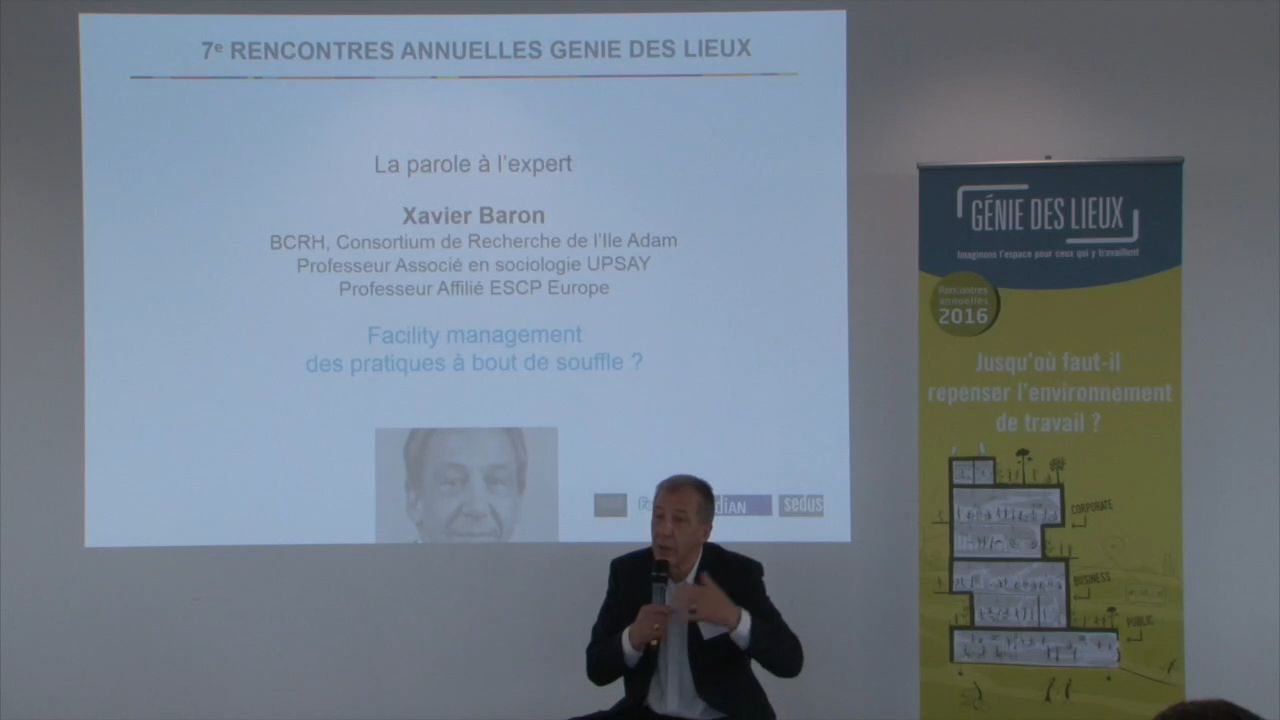 7e RENCONTRES ANNUELLES GENIE DES LIEUX
La parole à l'expert
Xavier Baron
BCRH, Consortium de Recherche de l'Ile Adam
Professeur Associé en sociologie UPSAY
Professeur Affilié ESCP Europe
Facility management
des pratiques à bout de souffle ?
sedus
GÉNIE DES LIEUX
Imaginons l'espace pour ceux qui y travaillent
Rencontres
annuelles
2016
Jusqu'où faut-il
repenser l'environnement
de travail ?
CORPORATE
BUSINESS
PUBLIC